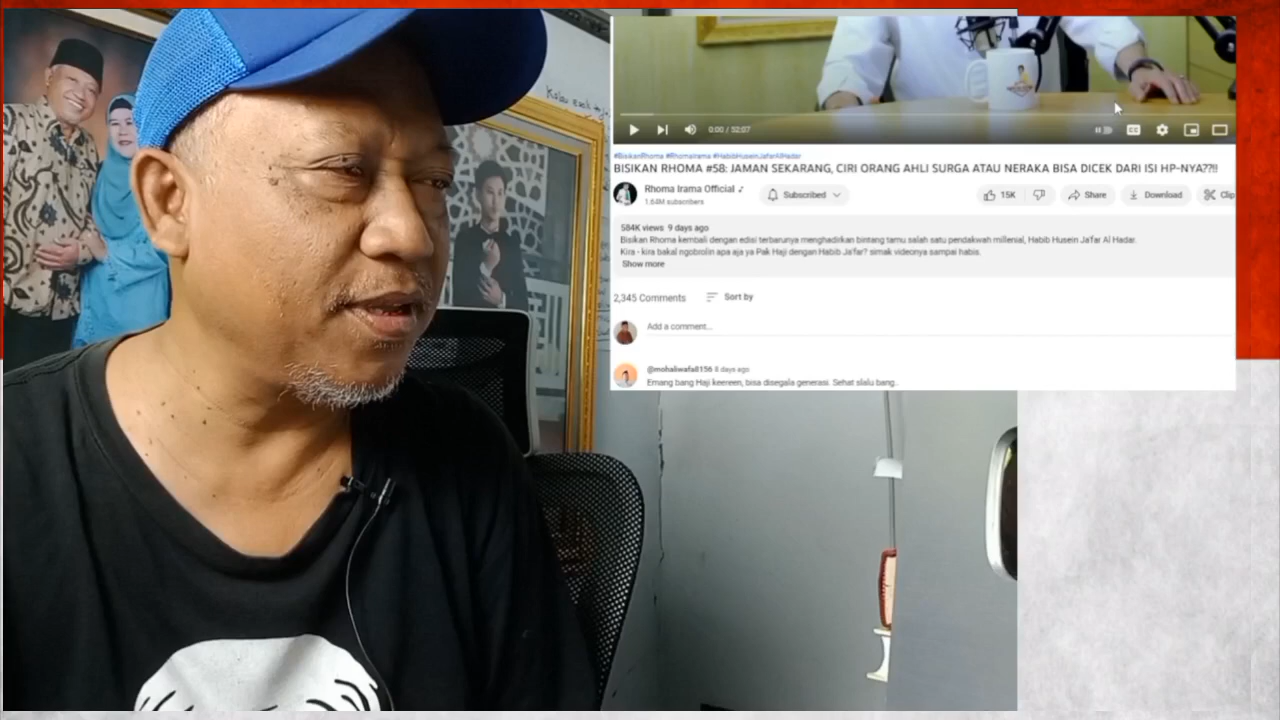 Kalau
0:00 / 52:07
#BisikanRhoma #RhomaIrama #HabibHuseinJafarAlHadar
BISIKAN RHOMA #58: JAMAN SEKARANG, CIRI ORANG AHLI SURGA ATAU NERAKA BISA DICEK DARI ISI HP-NYA??!!
Rhoma Irama Official
1.64M subscribers
Subscribed
15K
Share
Download
Clip
584K views 9 days ago
Bisikan Rhoma kembali dengan edisi terbarunya menghadirkan bintang tamu salah satu pendakwah millenial, Habib Husein Ja'far Al Hadar.
Kira - kira bakal ngobrolin apa aja ya Pak Haji dengan Habib Ja'far? simak videonya sampai habis.
Show more
2,345 Comments
Sort by
Add a comment...
@mohaliwafa8156 8 days ago
Emang bang Haji keereen, bisa disegala generasi. Sehat slalu bang..